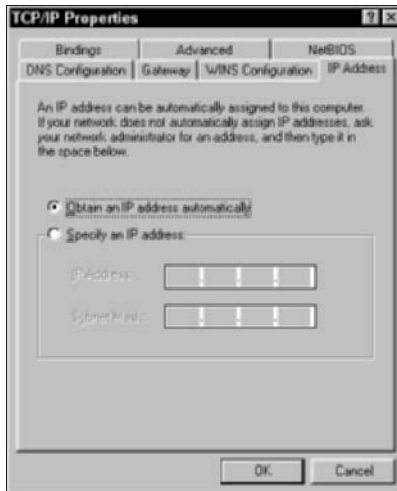 TCP/IP Properties
Bindings Advanced NetBIOS
DNS Configuration Gateway WINS Configuration IP Address
An IP address can be automatically assigned to this computer.
If your network does not automatically assign IP addresses, ask
your network administrator for an address, and then type it in
the space below.
Obtain an IP address automatically
Specify an IP address:
IP Address:
Subnet Mask:
OK Cancel